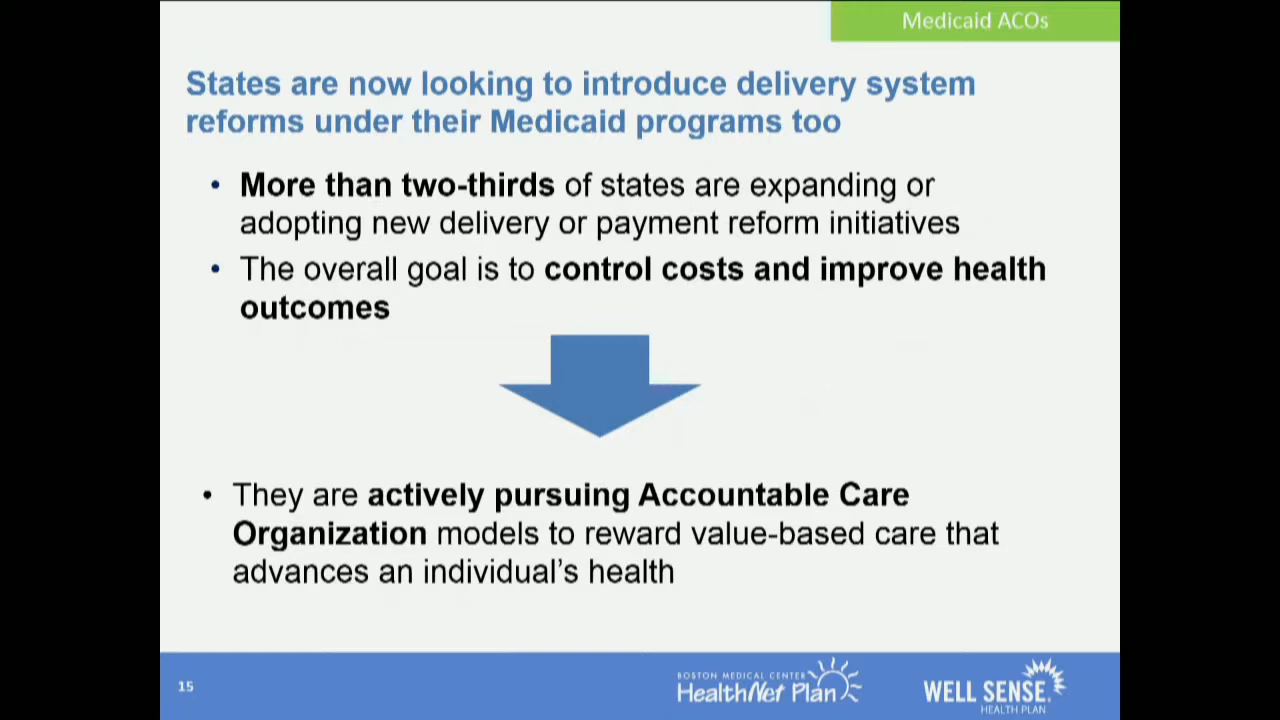 Medicaid ACOs
States are now looking to introduce delivery system
reforms under their Medicaid programs too
• More than two-thirds of states are expanding or
adopting new delivery or payment reform initiatives
• The overall goal is to control costs and improve health
outcomes
• They are actively pursuing Accountable Care
Organization models to reward value-based care that
advances an individual's health
15
BOSTON MEDICAL CENTER
HealthNet Plan
WELL SENSE
HEALTH PLAN